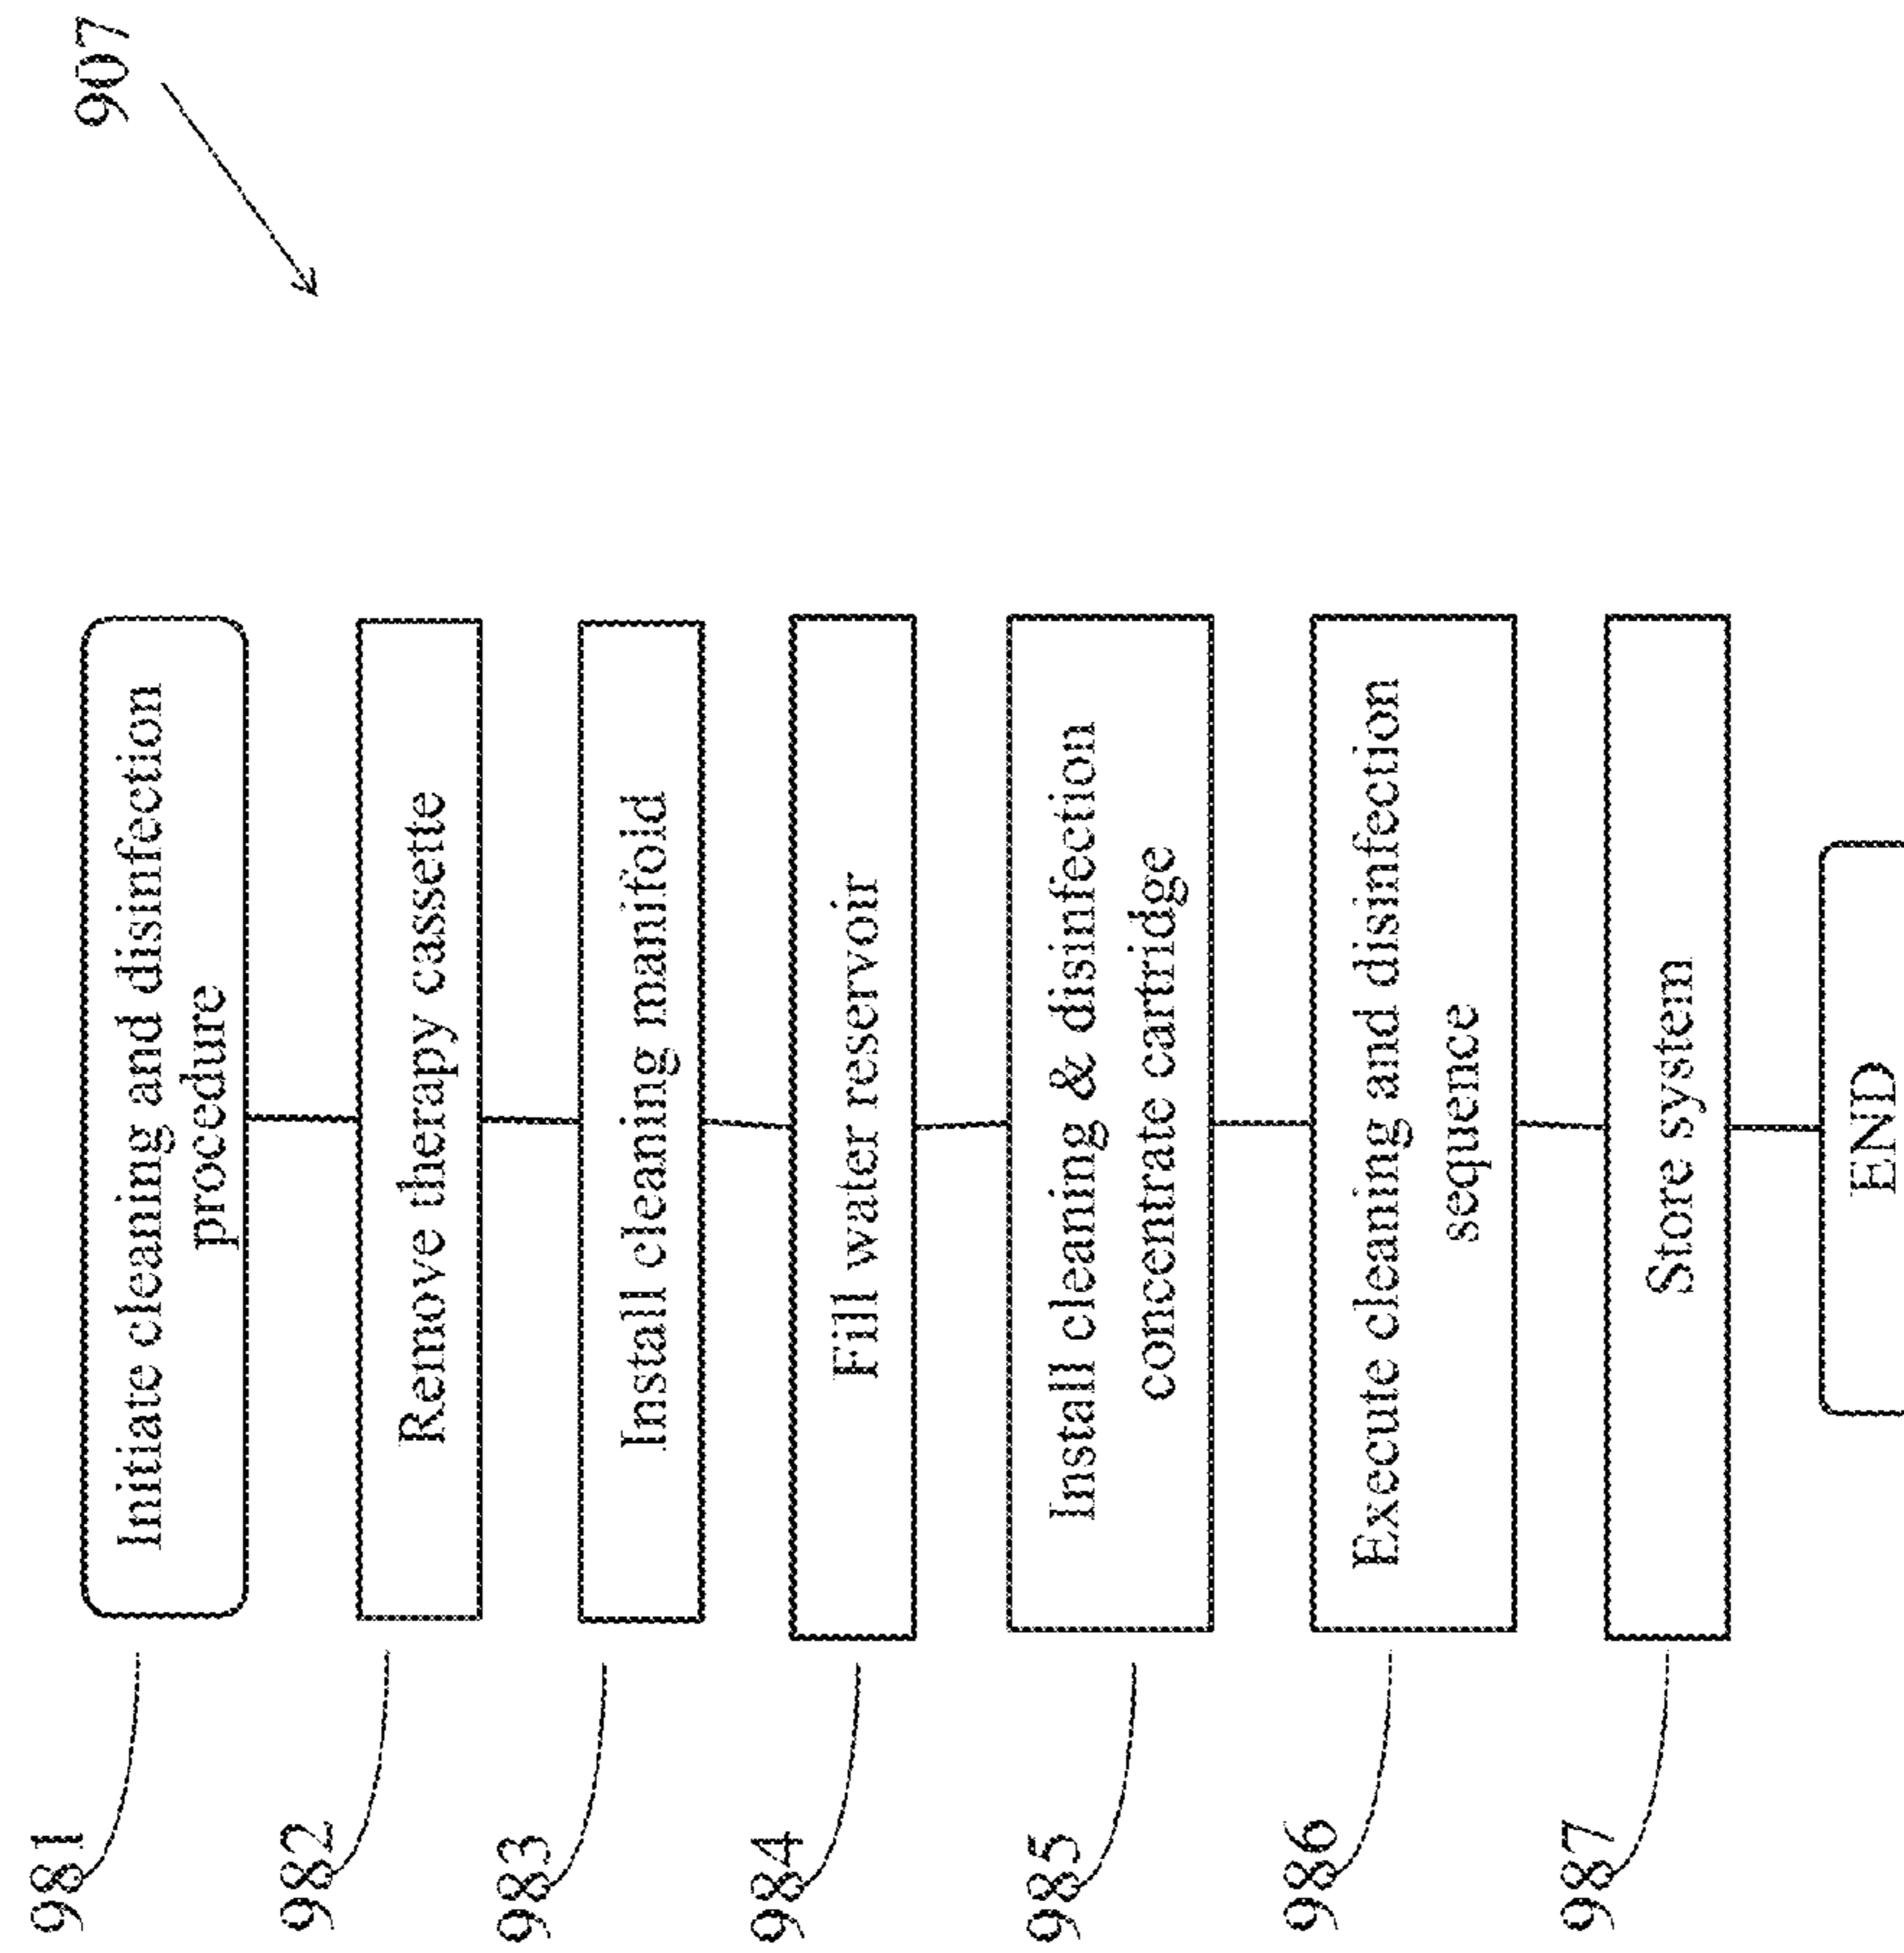 907
981
Initiate cleaning and disinfection
procedure
982
Remove therapy cassette
983
Install cleaning manifold
984
Fill water reservoir
985
Install cleaning & disinfection
concentrate cartridge
986
Execute cleaning and disinfection
sequence
987
Store system
END